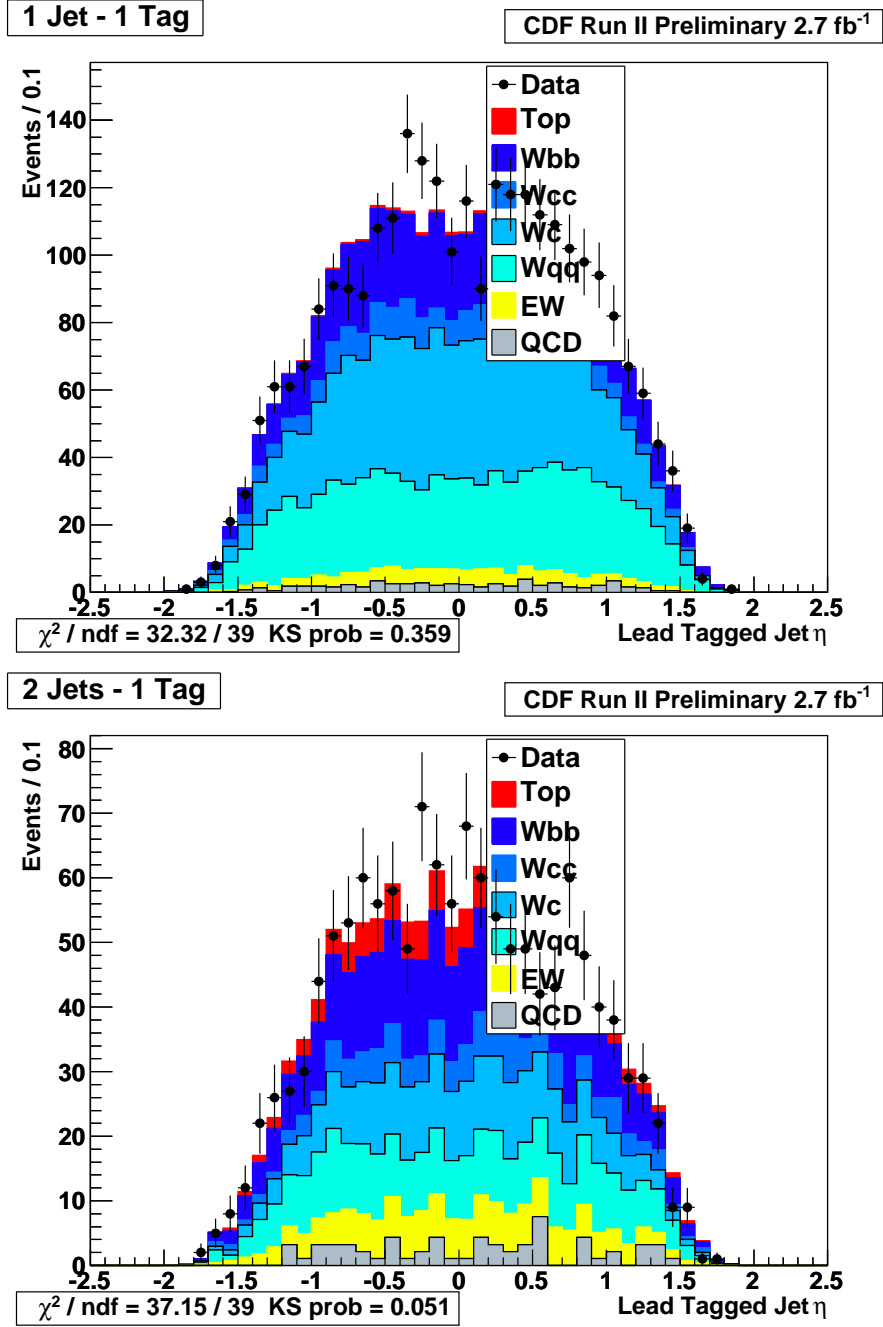 1 Jet - 1 Tag
CDF Run II Preliminary 2.7 fb⁻¹
Events / 0.1
140
120
100
80
60
40
20
0
Data
Top
Wbb
Wcc
Wc
Wqq
EW
QCD
-2.5 -2 -1.5 -1 -0.5 0 0.5 1 1.5 2 2.5
χ² / ndf = 32.32 / 39 KS prob = 0.359
Lead Tagged Jet η
2 Jets - 1 Tag
CDF Run II Preliminary 2.7 fb⁻¹
Events / 0.1
80
70
60
50
40
30
20
10
0
Data
Top
Wbb
Wcc
Wc
Wqq
EW
QCD
-2.5 -2 -1.5 -1 -0.5 0 0.5 1 1.5 2 2.5
χ² / ndf = 37.15 / 39 KS prob = 0.051
Lead Tagged Jet η